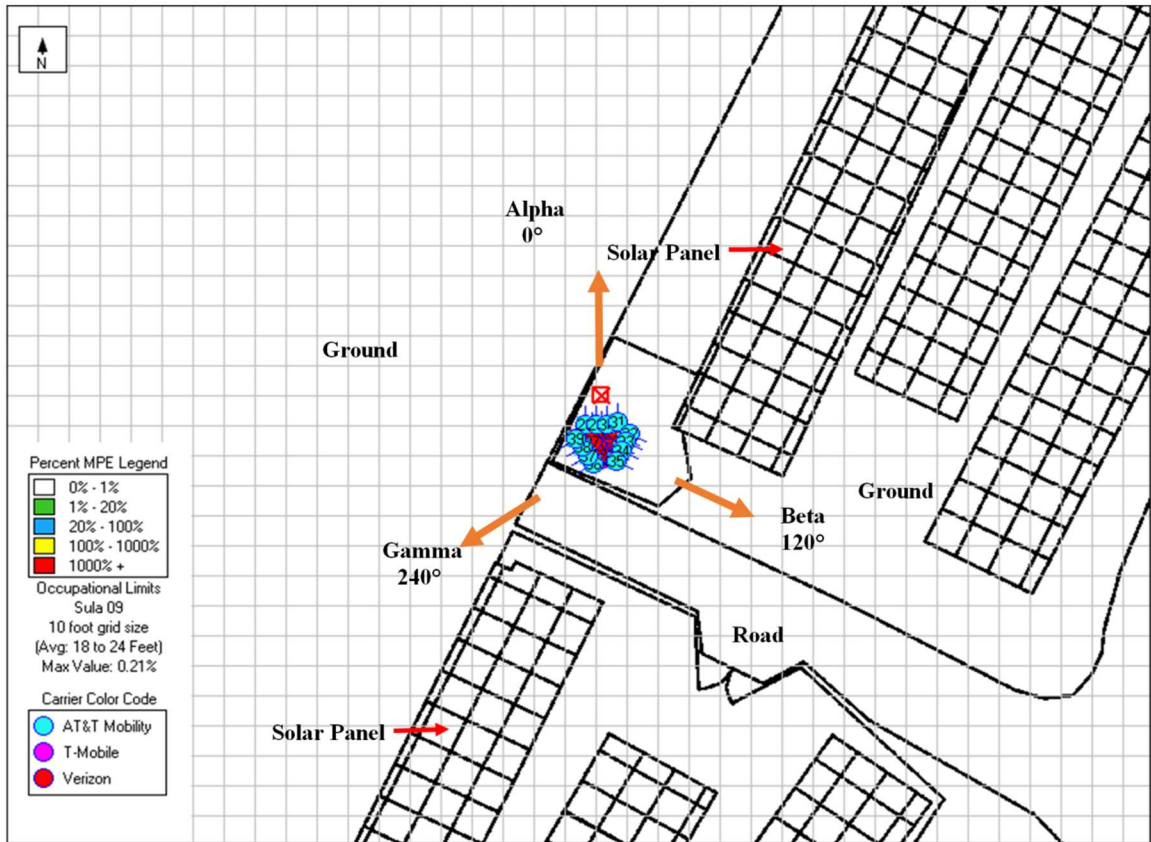 N
Alpha
0°
Solar Panel
Ground
31
Ground
Beta
120°
Gamma
240°
Road
Solar Panel
Percent MPE Legend
0% - 1%
1% - 20%
20% - 100%
100% - 1000%
1000% +
Occupational Limits
Sula 09
10 foot grid size
(Avg: 18 to 24 Feet)
Max Value: 0.21%
Carrier Color Code
AT&T Mobility
T-Mobile
Verizon